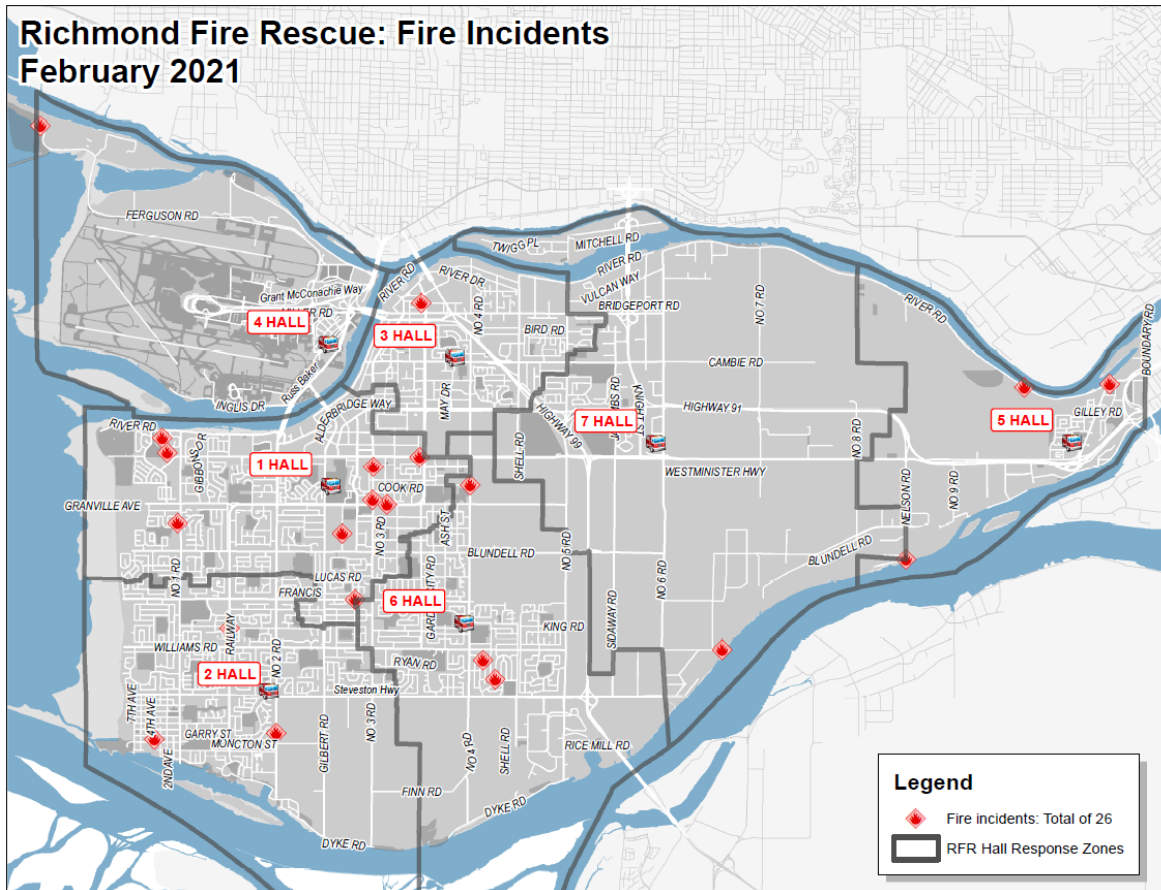 Richmond Fire Rescue: Fire Incidents
February 2021
FERGUSON RD
TWIGG PL
MITCHELL RD
RIVER RD
RIVER DR
RIVER RD
VULCAN WAY
Grant McConachie Way
BRIDGEPORT RD
NO 7 RD
RIVER RD
BOUNDARY RD
4 HALL
3 HALL
NO 4 RD
BIRD RD
CAMBIE RD
Russ Baker
INGLIS DR
ALDERBRIDGE WAY
MAY DR
HIGHWAY 99
7 HALL
KNIGHT ST
HIGHWAY 91
5 HALL
GILLEY RD
RIVER RD
GIBBONS
1 HALL
SHELL RD
NO 8 RD
WESTMINSTER HWY
COOK RD
NELSON RD
NO 9 RD
GRANVILLE AVE
NO 3 RD
ASH ST
NO 5 RD
BLUNDELL RD
BLUNDELL RD
NO 1 RD
LUCAS RD
FRANCIS
NO 6 RD
6 HALL
SIDAWAY RD
KING RD
RAILWAY
WILLIAMS RD
NO 2 RD
RYAN RD
2 HALL
Steveston Hwy
7TH AVE
4TH AVE
GARRY ST
MONCTON ST
2ND AVE
GILBERT RD
NO 3 RD
NO 4 RD
SHELL RD
RICE MILL RD
FINN RD
DYKE RD
DYKE RD
Legend
Fire incidents: Total of 26
RFR Hall Response Zones